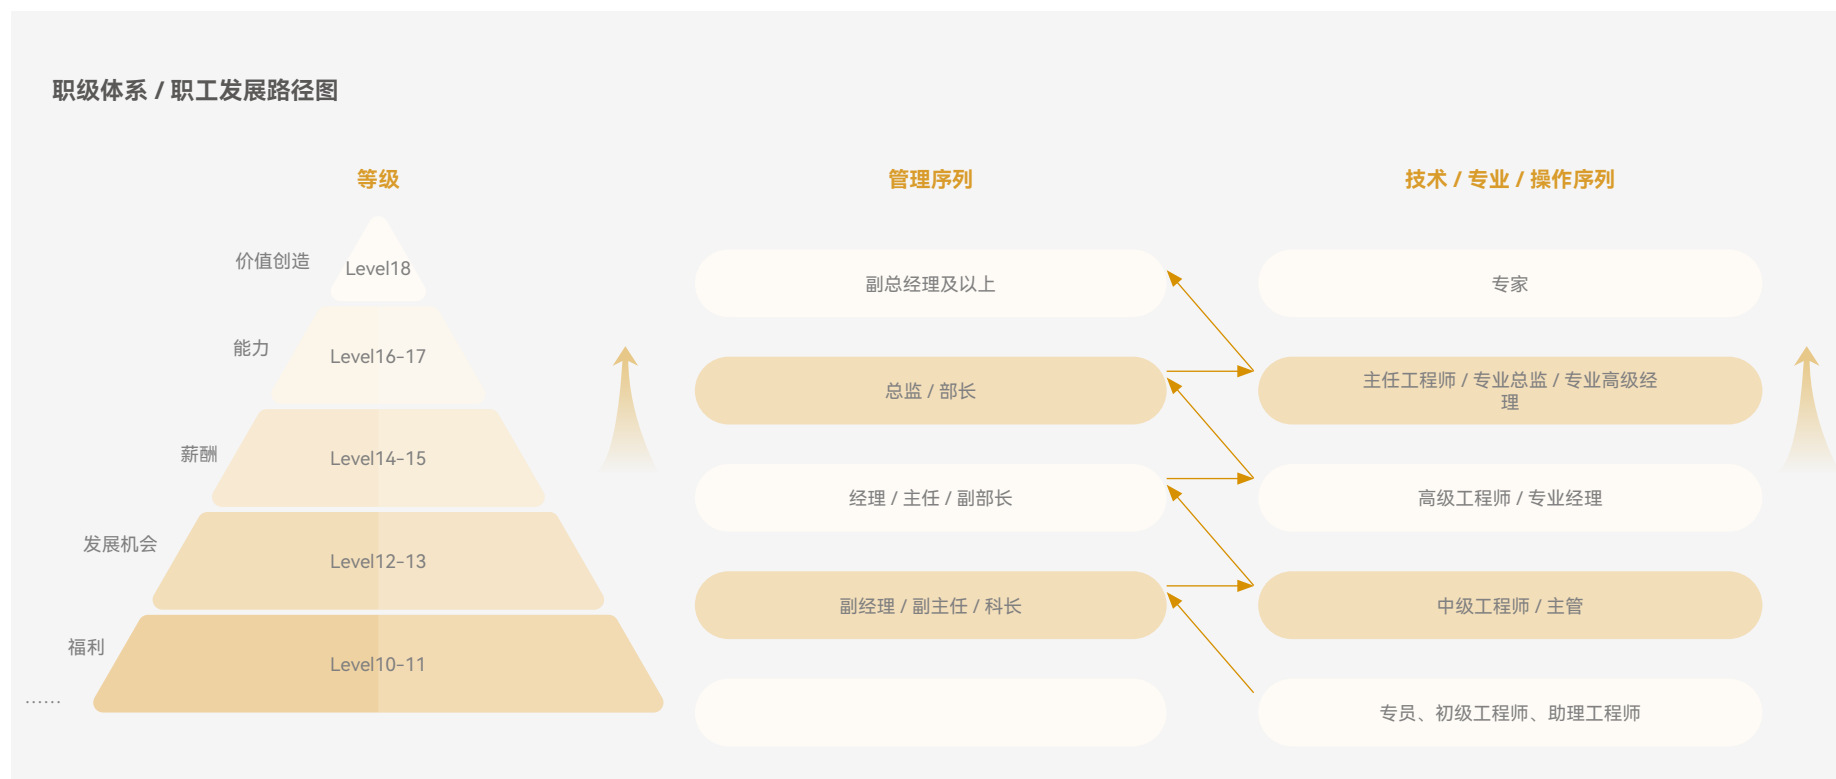 职级体系 / 职工发展路径图
等级
管理序列
技术 / 专业 / 操作序列
价值创造
Level18
副总经理及以上
专家
能力
Level16-17
总监 / 部长
主任工程师 / 专业总监 / 专业高级经
理
薪酬
Level14-15
经理 / 主任 / 副部长
高级工程师 / 专业经理
发展机会
Level12-13
副经理 / 副主任 / 科长
中级工程师 / 主管
福利
Level10-11
……
专员、初级工程师、助理工程师